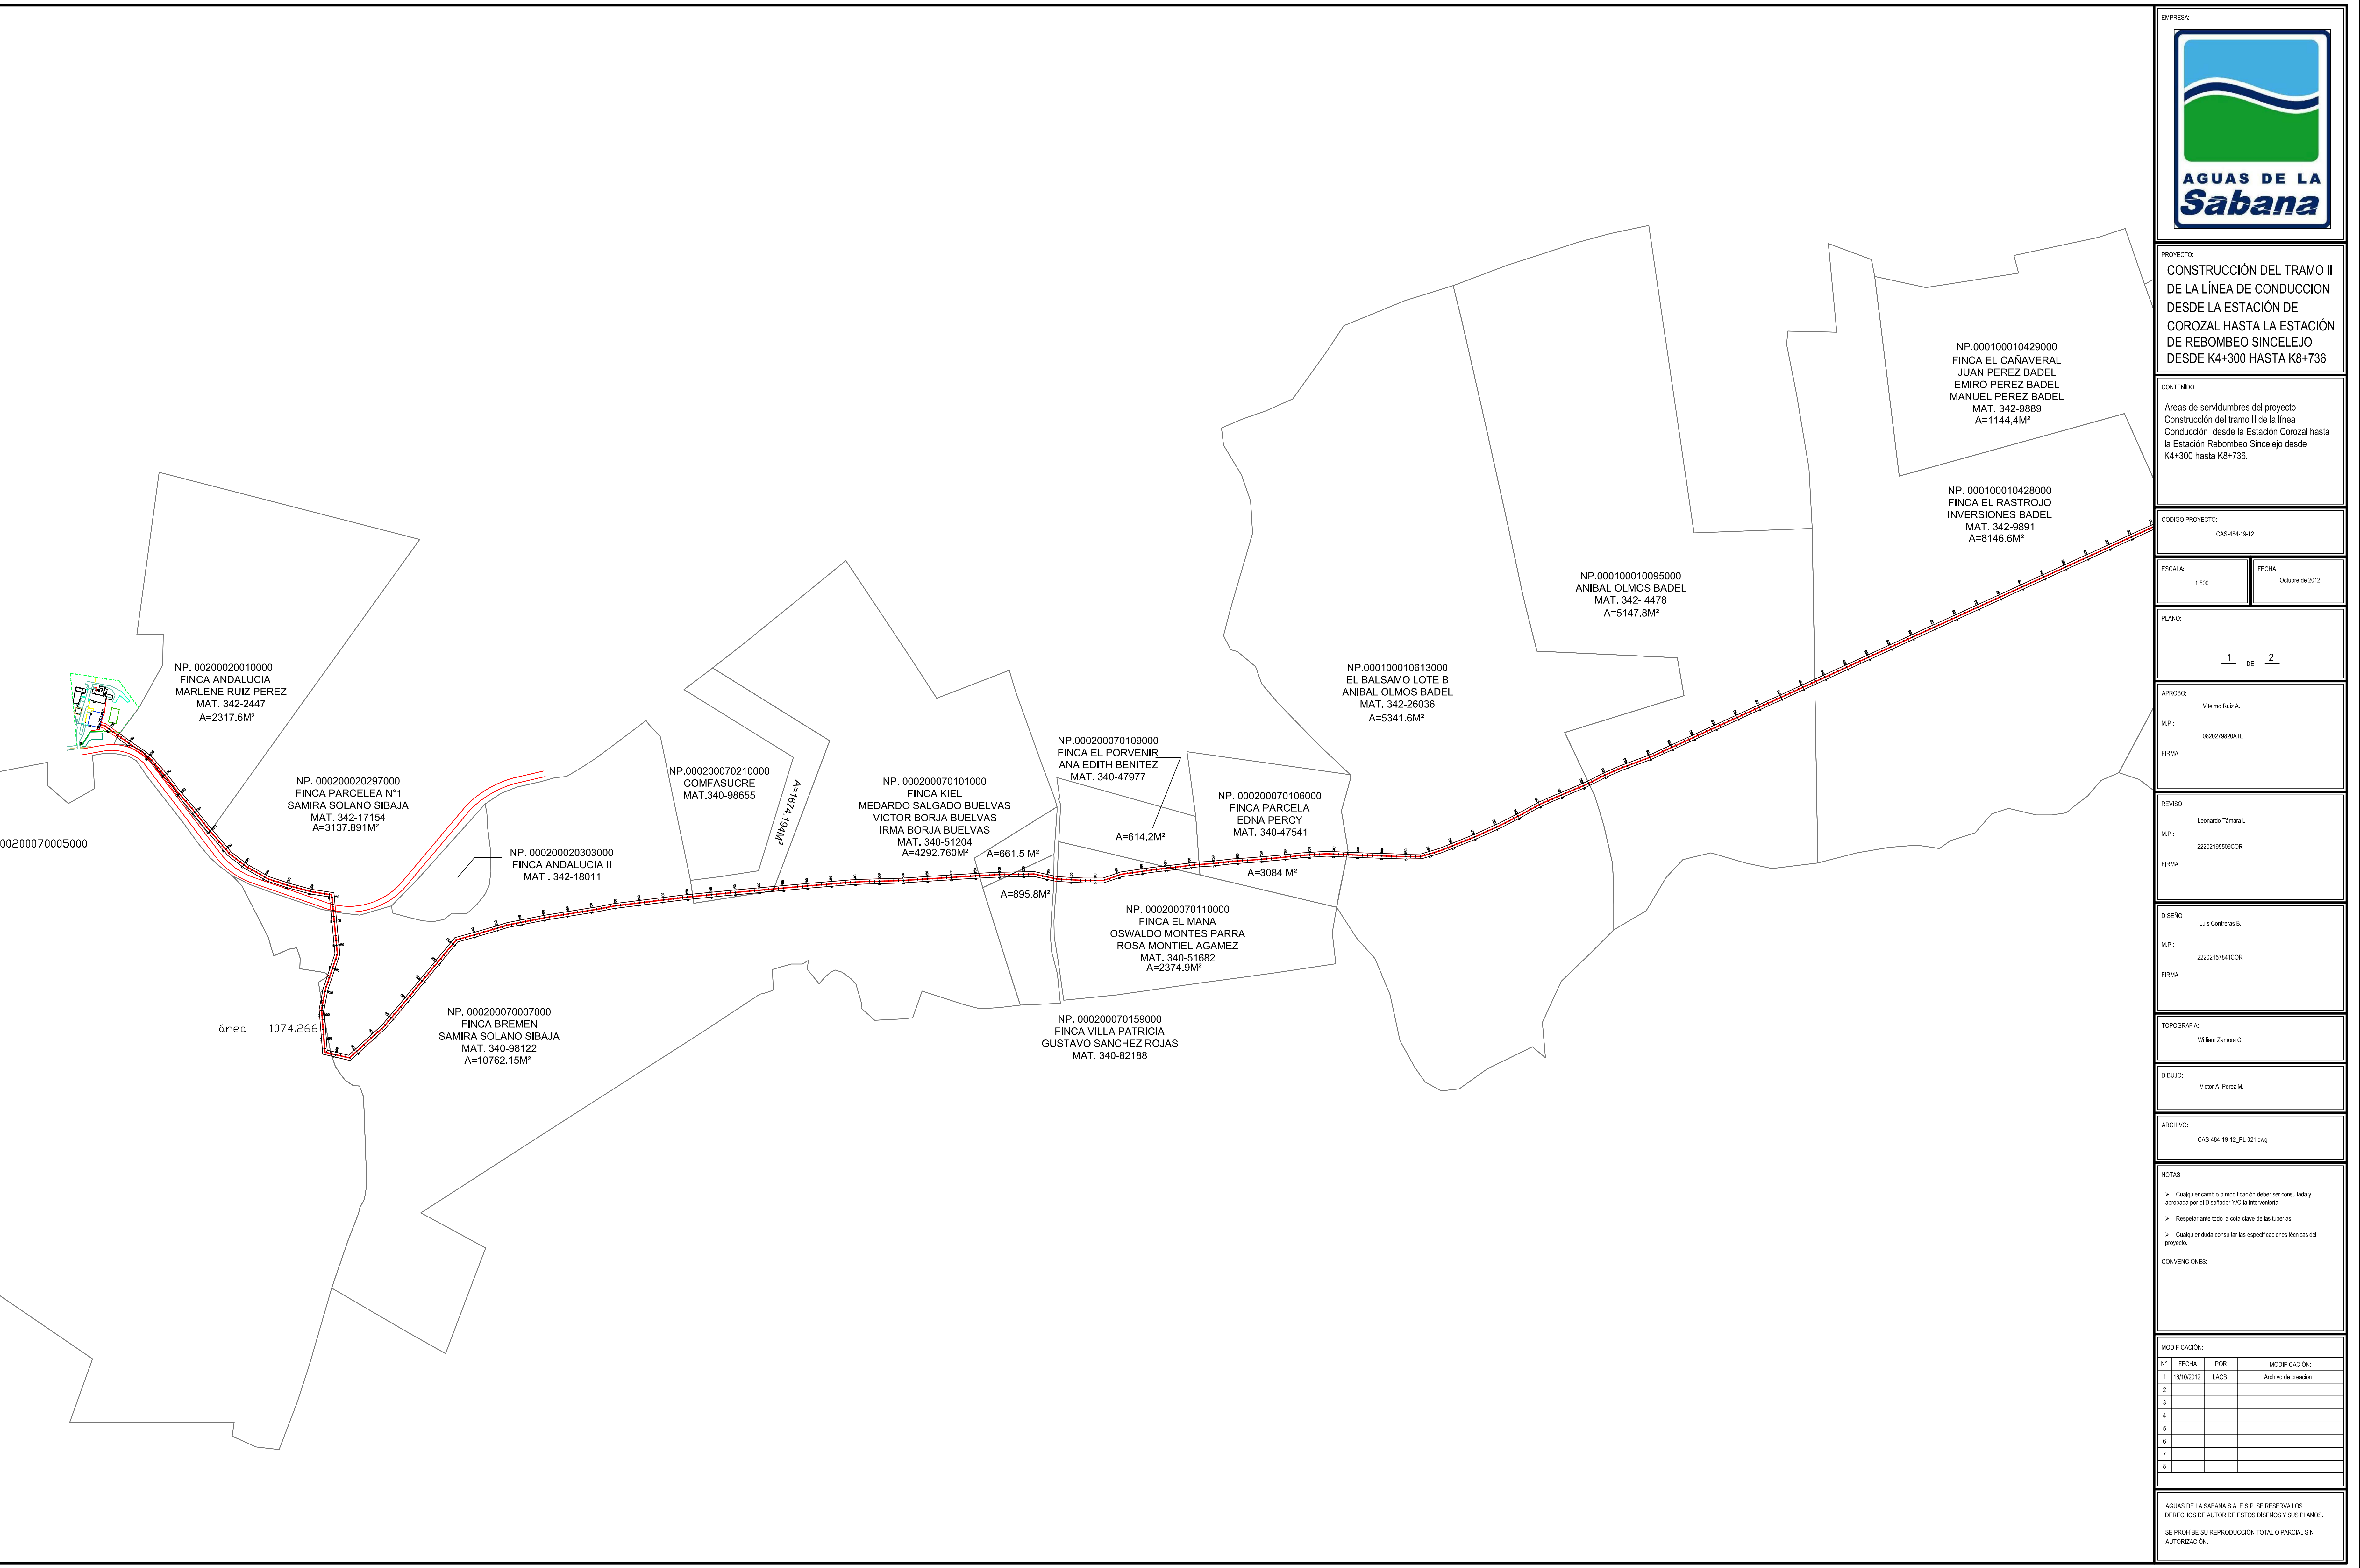 NP. 00200020010000
FINCA ANDALUCIA
MARLENE RUIZ PEREZ
MAT. 342-2447
A=2317.6M²
NP. 000200020297000
FINCA PARCELEA N°1
SAMIRA SOLANO SIBAJA
MAT. 342-17154
A=3137.891M²
00200070005000
NP. 000200020303000
FINCA ANDALUCIA II
MAT . 342-18011
área 1074.266
NP. 000200070007000
FINCA BREMEN
SAMIRA SOLANO SIBAJA
MAT. 340-98122
A=10762.15M²
NP.000200070210000
COMFASUCRE
MAT.340-98655
A=1674.194M²
NP. 000200070101000
FINCA KIEL
MEDARDO SALGADO BUELVAS
VICTOR BORJA BUELVAS
IRMA BORJA BUELVAS
MAT. 340-51204
A=4292.760M²
A=661.5 M²
A=895.8M²
NP.000200070109000
FINCA EL PORVENIR
ANA EDITH BENITEZ
MAT. 340-47977
A=614,2M²
NP. 000200070106000
FINCA PARCELA
EDNA PERCY
MAT. 340-47541
A=3084 M²
NP. 000200070110000
FINCA EL MANA
OSWALDO MONTES PARRA
ROSA MONTIEL AGAMEZ
MAT. 340-51682
A=2374.9M²
NP. 000200070159000
FINCA VILLA PATRICIA
GUSTAVO SANCHEZ ROJAS
MAT. 340-82188
NP.000100010613000
EL BALSAMO LOTE B
ANIBAL OLMOS BADEL
MAT. 342-26036
A=5341.6M²
NP.000100010095000
ANIBAL OLMOS BADEL
MAT. 342- 4478
A=5147.8M²
NP.000100010429000
FINCA EL CAÑAVERAL
JUAN PEREZ BADEL
EMIRO PEREZ BADEL
MANUEL PEREZ BADEL
MAT. 342-9889
A=1144,4M²
NP. 000100010428000
FINCA EL RASTROJO
INVERSIONES BADEL
MAT. 342-9891
A=8146.6M²
EMPRESA:
AGUAS DE LA
Sabana
PROYECTO:
CONSTRUCCIÓN DEL TRAMO II
DE LA LÍNEA DE CONDUCCION
DESDE LA ESTACIÓN DE
COROZAL HASTA LA ESTACIÓN
DE REBOMBEO SINCELEJO
DESDE K4+300 HASTA K8+736
CONTENIDO:
Areas de servidumbres del proyecto
Construcción del tramo II de la línea
Conducción desde la Estación Corozal hasta
la Estación Rebombeo Sincelejo desde
K4+300 hasta K8+736.
CODIGO PROYECTO:
CAS-484-19-12
ESCALA:
1:500
FECHA:
Octubre de 2012
PLANO:
1 DE 2
APROBO:
Vitelmo Ruiz A.
M.P.:
0820279820ATL
FIRMA:
REVISO:
Leonardo Támara L.
M.P.:
22202195509COR
FIRMA:
DISEÑO:
Luis Contreras B.
M.P.:
22202157841COR
FIRMA:
TOPOGRAFIA:
William Zamora C.
DIBUJO:
Victor A. Perez M.
ARCHIVO:
CAS-484-19-12_PL-021.dwg
NOTAS:
➢ Cualquier cambio o modificación deber ser consultada y
aprobada por el Diseñador Y/O la Interventoría.
➢ Respetar ante todo la cota clave de las tuberías.
➢ Cualquier duda consultar las especificaciones técnicas del
proyecto.
CONVENCIONES:
MODIFICACIÓN:
N° FECHA POR MODIFICACIÓN:
1 18/10/2012 LACB Archivo de creacion
2
3
4
5
6
7
8
AGUAS DE LA SABANA S.A. E.S.P. SE RESERVA LOS
DERECHOS DE AUTOR DE ESTOS DISEÑOS Y SUS PLANOS.
SE PROHÍBE SU REPRODUCCIÓN TOTAL O PARCIAL SIN
AUTORIZACIÓN.